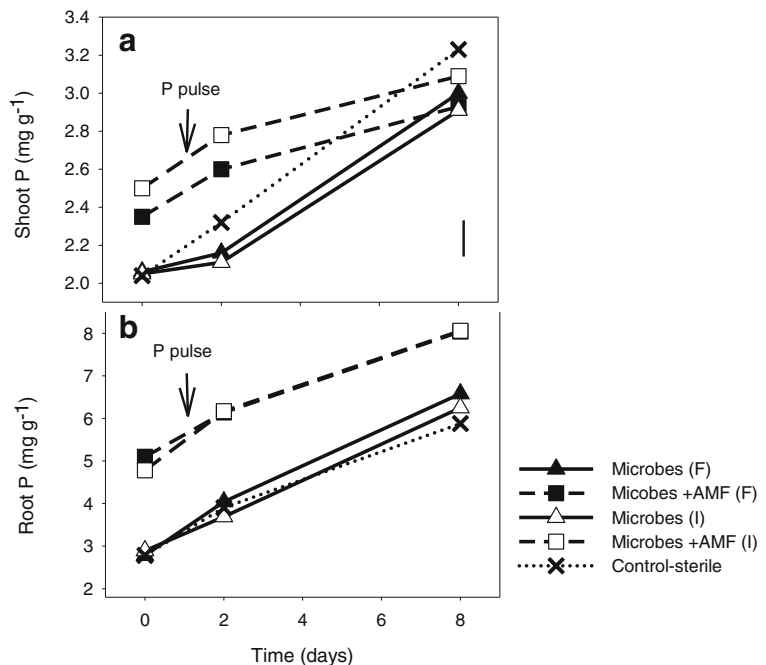 a
P pulse
Shoot P (mg g-1)
3.4
3.2
3.0
2.8
2.6
2.4
2.2
2.0
b
P pulse
Root P (mg g-1)
8
7
6
5
4
3
2
0
2
4
6
8
Time (days)
Microbes (F)
Micobes +AMF (F)
Microbes (I)
Microbes +AMF (I)
Control-sterile